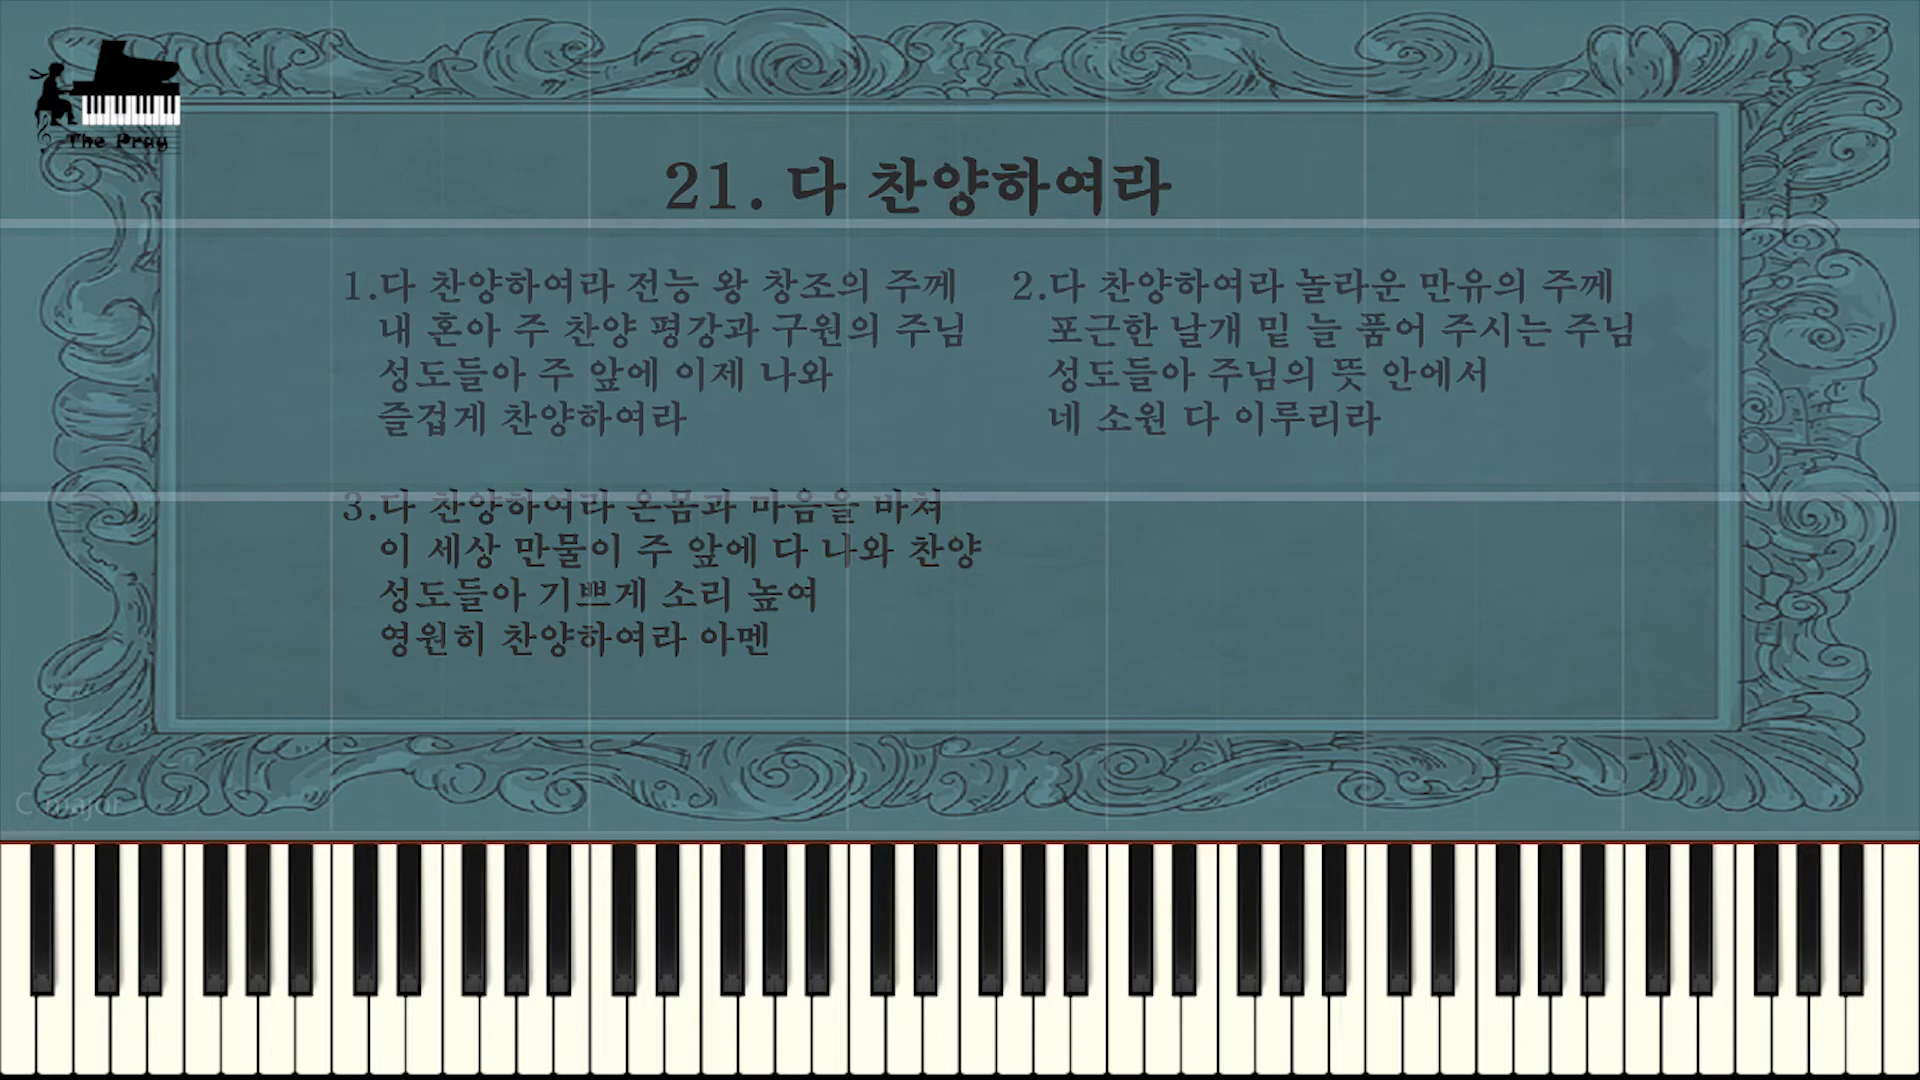 The Pray
21. 다 찬양하여라
1.다 찬양하여라 전능 왕 창조의 주께
내 혼아 주 찬양 평강과 구원의 주님
성도들아 주 앞에 이제 나와
즐겁게 찬양하여라
2.다 찬양하여라 놀라운 만유의 주께
포근한 날개 밑 늘 품어 주시는 주님
성도들아 주님의 뜻 안에서
네 소원 다 이루리라
3.다 찬양하여라 온몸과 마음을 바쳐
이 세상 만물이 주 앞에 다 나와 찬양
성도들아 기쁘게 소리 높여
영원히 찬양하여라 아멘
C major